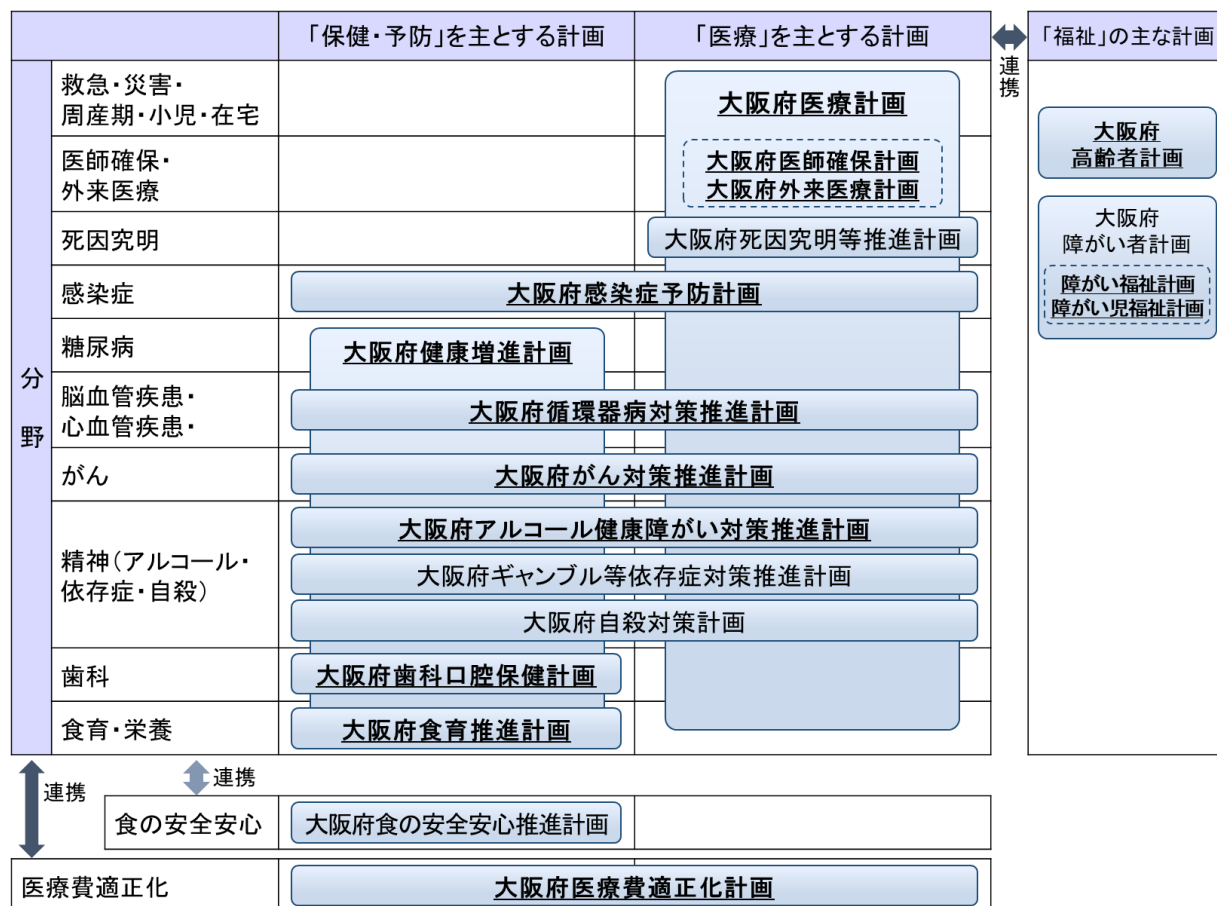 「保健・予防」を主とする計画
「医療」を主とする計画
連携
「福祉」の主な計画
分野
救急・災害・
周産期・小児・在宅
大阪府医療計画
医師確保・
外来医療
大阪府医師確保計画
大阪府外来医療計画
死因究明
大阪府死因究明等推進計画
感染症
大阪府感染症予防計画
糖尿病
大阪府健康増進計画
脳血管疾患・
心血管疾患・
大阪府循環器病対策推進計画
がん
大阪府がん対策推進計画
精神（アルコール・
依存症・自殺）
大阪府アルコール健康障がい対策推進計画
大阪府ギャンブル等依存症対策推進計画
大阪府自殺対策計画
歯科
大阪府歯科口腔保健計画
食育・栄養
大阪府食育推進計画
大阪府
高齢者計画
大阪府
障がい者計画
障がい福祉計画
障がい児福祉計画
連携
連携
食の安全安心
大阪府食の安全安心推進計画
医療費適正化
大阪府医療費適正化計画